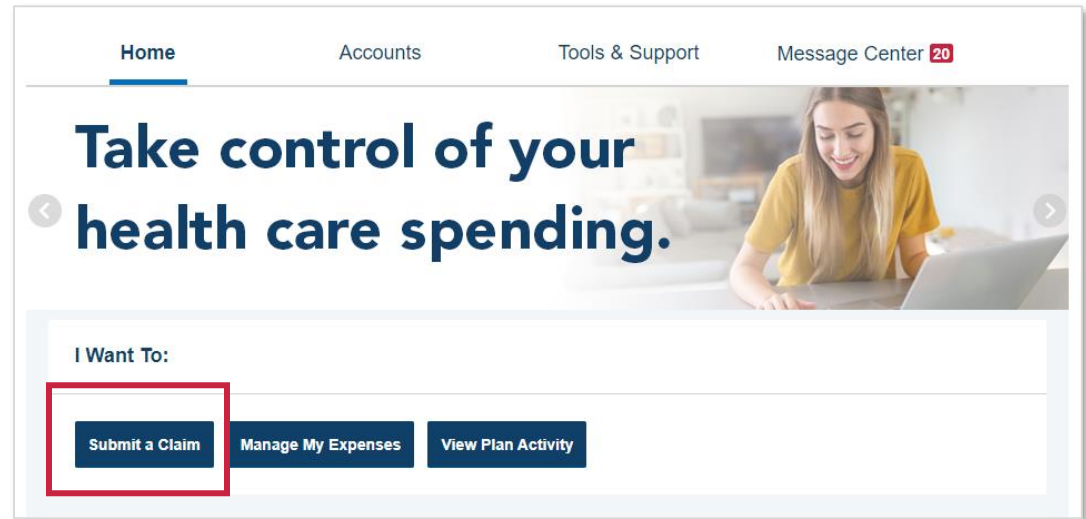 Home Accounts Tools & Support Message Center 20
Take control of your
health care spending.
I Want To:
Submit a Claim Manage My Expenses View Plan Activity